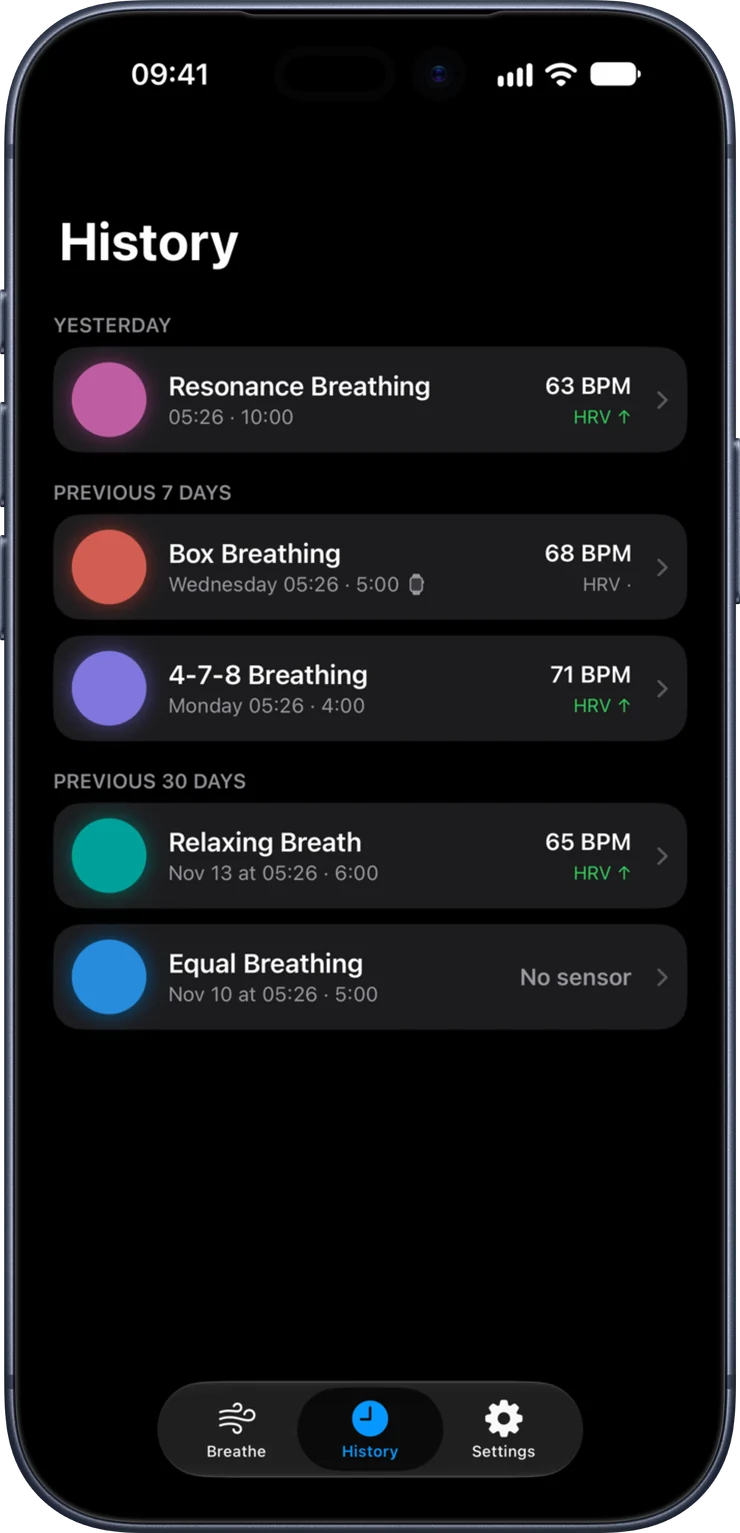 09:41
History
YESTERDAY
Resonance Breathing
63 BPM
05:26 · 10:00
HRV ↑
PREVIOUS 7 DAYS
Box Breathing
68 BPM
Wednesday 05:26 · 5:00
HRV ·
4-7-8 Breathing
71 BPM
Monday 05:26 · 4:00
HRV ↑
PREVIOUS 30 DAYS
Relaxing Breath
65 BPM
Nov 13 at 05:26 · 6:00
HRV ↑
Equal Breathing
No sensor
Nov 10 at 05:26 · 5:00
Breathe
History
Settings